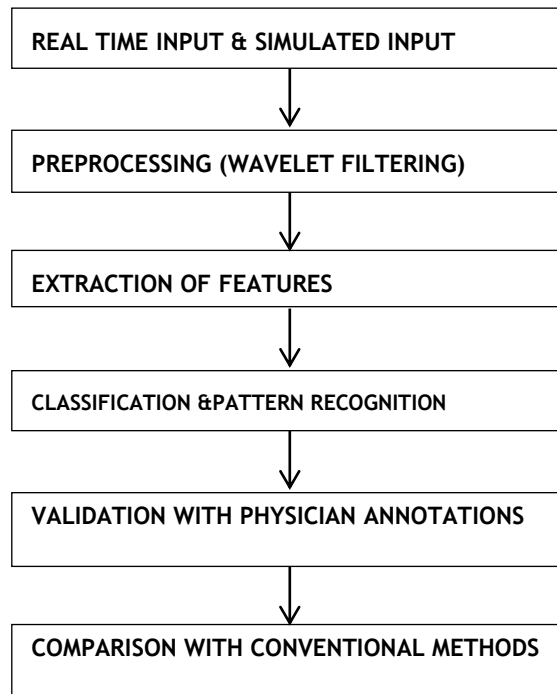 REAL TIME INPUT & SIMULATED INPUT
PREPROCESSING (WAVELET FILTERING)
EXTRACTION OF FEATURES
CLASSIFICATION &PATTERN RECOGNITION
VALIDATION WITH PHYSICIAN ANNOTATIONS
COMPARISON WITH CONVENTIONAL METHODS